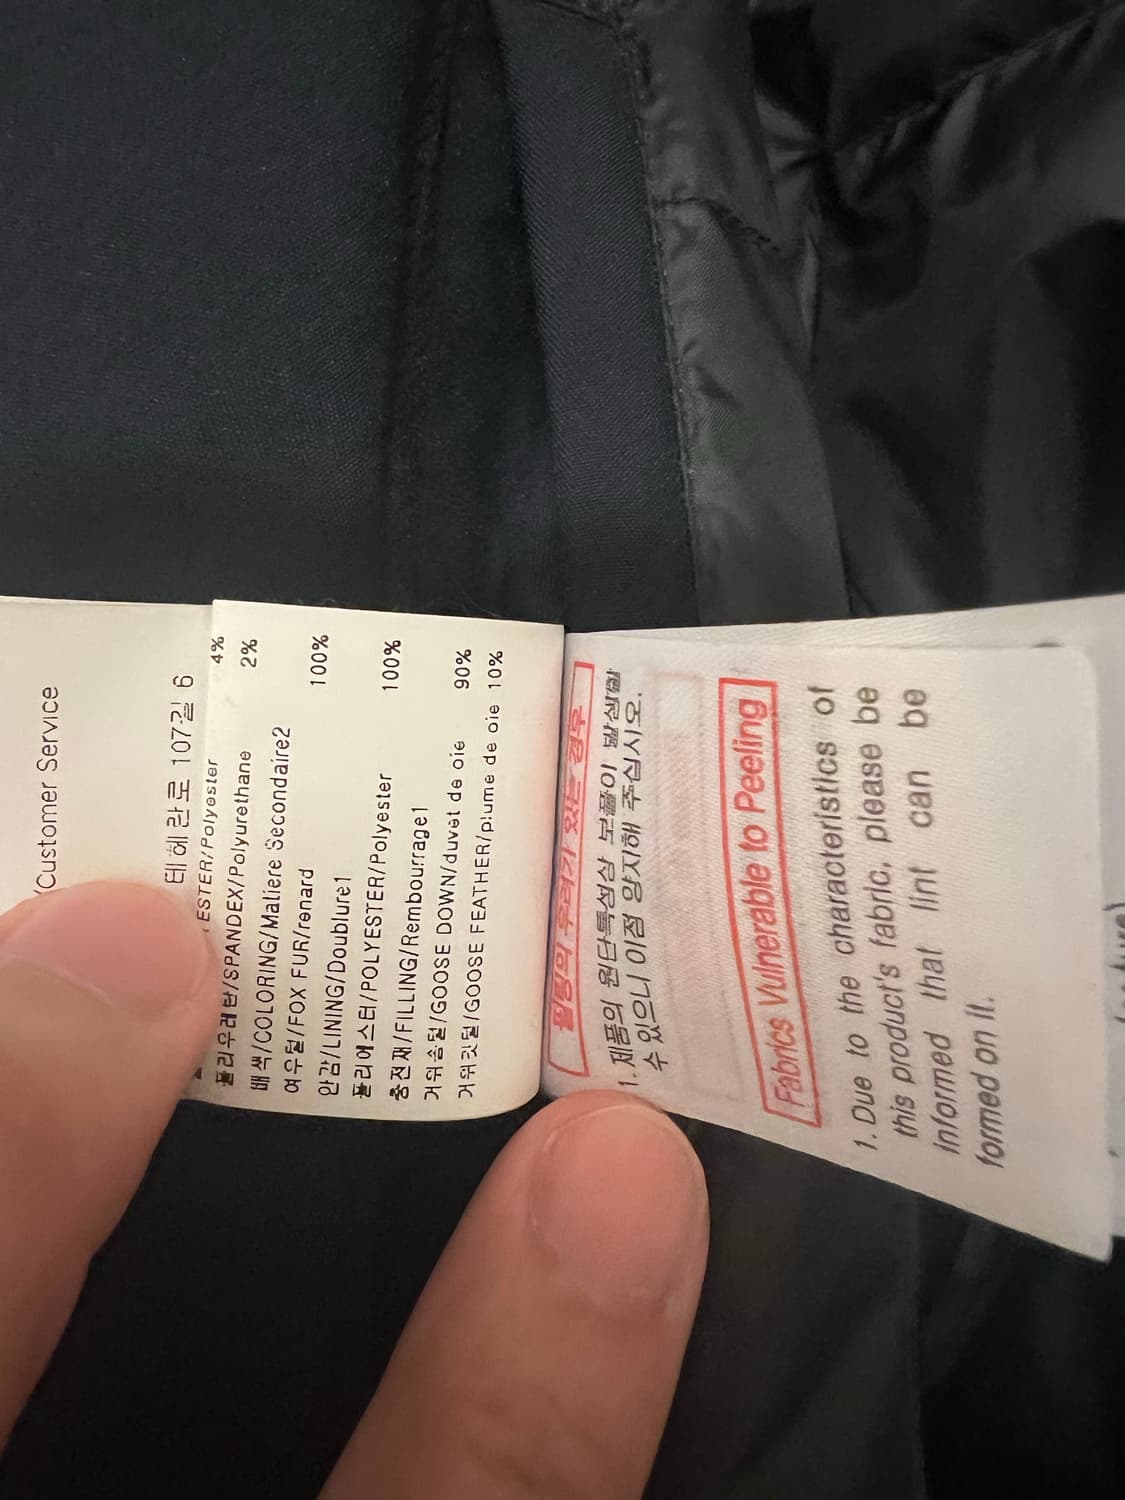 Customer Service
테헤란로 107길 6
ESTER/Polyester 4%
폴리우레탄/SPANDEX/Polyurethane 2%
배색/COLORING/Maliere Secondaire2
여우털/FOX FUR/renard 100%
안감/LINING/Doublure1
폴리에스터/POLYESTER/Polyester 100%
충전재/FILLING/Rembourrage1
거위솜털/GOOSE DOWN/duvet de oie 90%
거위깃털/GOOSE FEATHER/plume de oie 10%
필링의 우려가 있는 경우
1. 제품의 원단특성상 보풀이 발생할
수 있으니 이점 양지해 주십시오.
Fabrics Vulnerable to Peeling
1. Due to the characteristics of
this product's fabric, please be
informed that lint can be
formed on it.